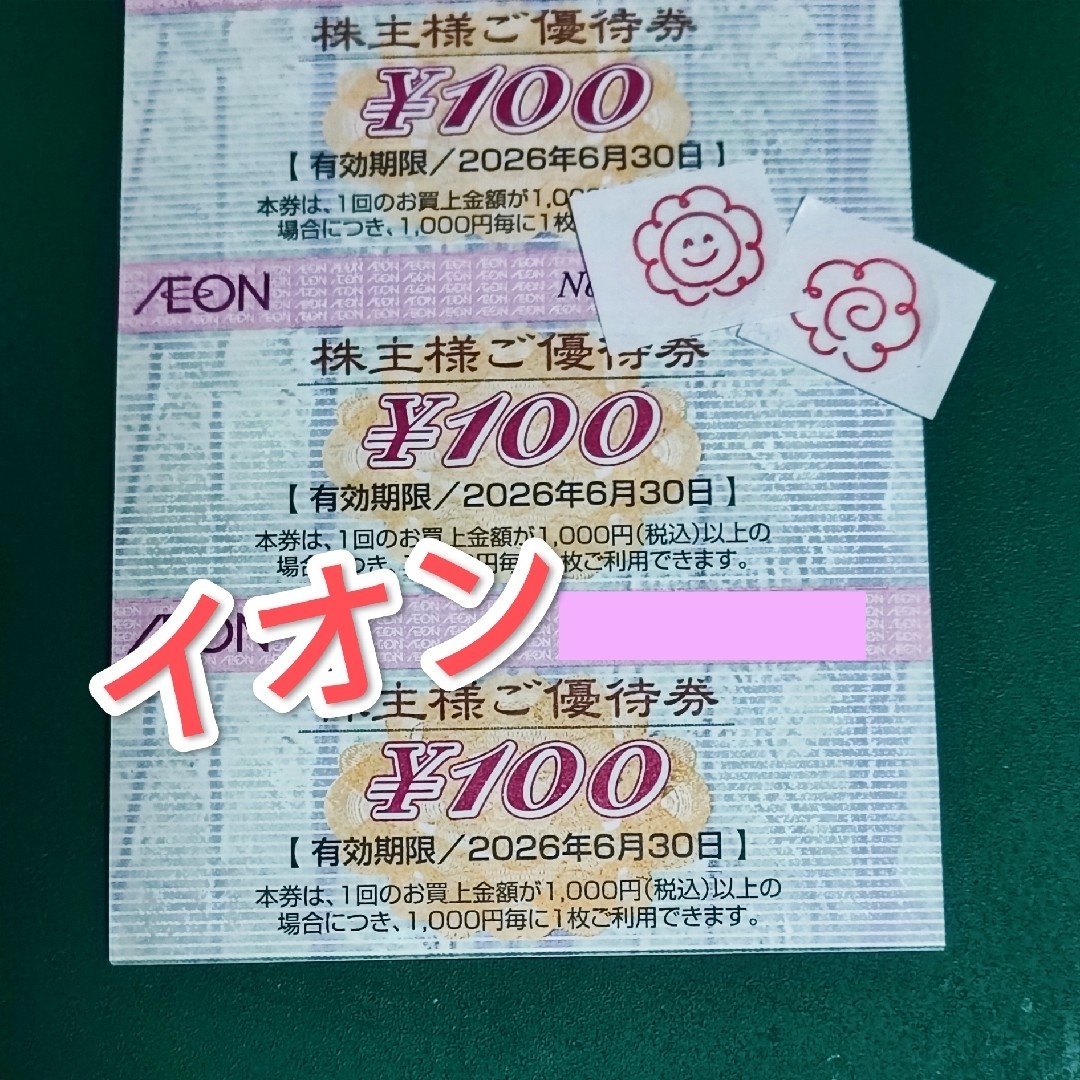 株主様ご優待券
¥100
【 有効期限／2026年6月30日 】
本券は、1回のお買上金額が1,0
場合につき、1,000円毎に1枚
ÆON
株主様ご優待券
¥100
【 有効期限／2026年6月30日 】
本券は、1回のお買上金額が1,000円(税込)以上の
場合につき、 円毎 1枚ご利用できます。
イオン
ÆON
株主様ご優待券
¥100
【 有効期限／2026年6月30日 】
本券は、1回のお買上金額が1,000円(税込)以上の
場合につき、1,000円毎に1枚ご利用できます。